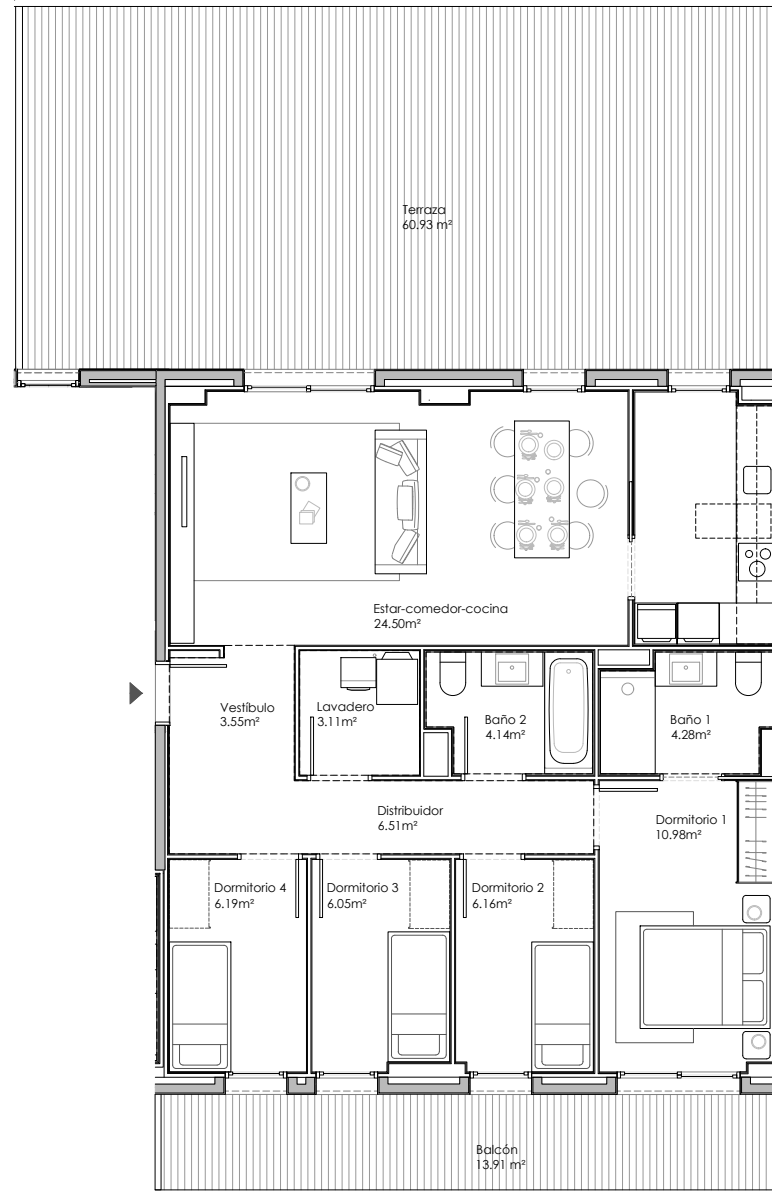 Terraza
60.93 m²
Estar-comedor-cocina
24.50m²
Vestíbulo
3.55m²
Lavadero
3.11m²
Baño 2
4.14m²
Baño 1
4.28m²
Distribuidor
6.51m²
Dormitorio 1
10.98m²
Dormitorio 4
6.19m²
Dormitorio 3
6.05m²
Dormitorio 2
6.16m²
Balcón
13.91 m²